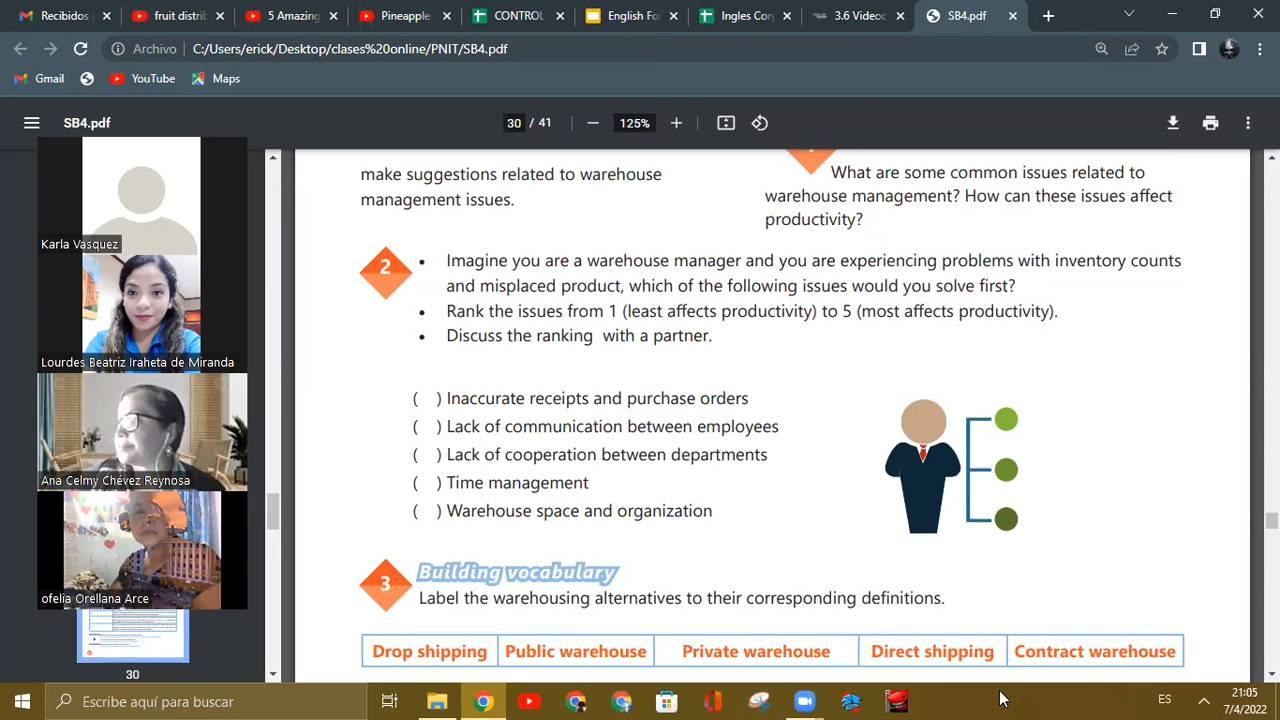 Recibidos
fruit distrib
5 Amazing
Pineapple
CONTROL
English For
Ingles Corp
3.6 Videoc
SB4.pdf
Archivo
C:/Users/erick/Desktop/clases%20online/PNIT/SB4.pdf
Gmail
YouTube
Maps
SB4.pdf
30 / 41
125%
Karla Vasquez
Lourdes Beatriz Iraheta de Miranda
Ana Celmy Chévez Reynosa
ofelia Orellana Arce
30
make suggestions related to warehouse
management issues.
What are some common issues related to
warehouse management? How can these issues affect
productivity?
2
• Imagine you are a warehouse manager and you are experiencing problems with inventory counts
and misplaced product, which of the following issues would you solve first?
• Rank the issues from 1 (least affects productivity) to 5 (most affects productivity).
• Discuss the ranking with a partner.
( ) Inaccurate receipts and purchase orders
( ) Lack of communication between employees
( ) Lack of cooperation between departments
( ) Time management
( ) Warehouse space and organization
3
Building vocabulary
Label the warehousing alternatives to their corresponding definitions.
Drop shipping
Public warehouse
Private warehouse
Direct shipping
Contract warehouse
Escribe aquí para buscar
ES
21:05
7/4/2022